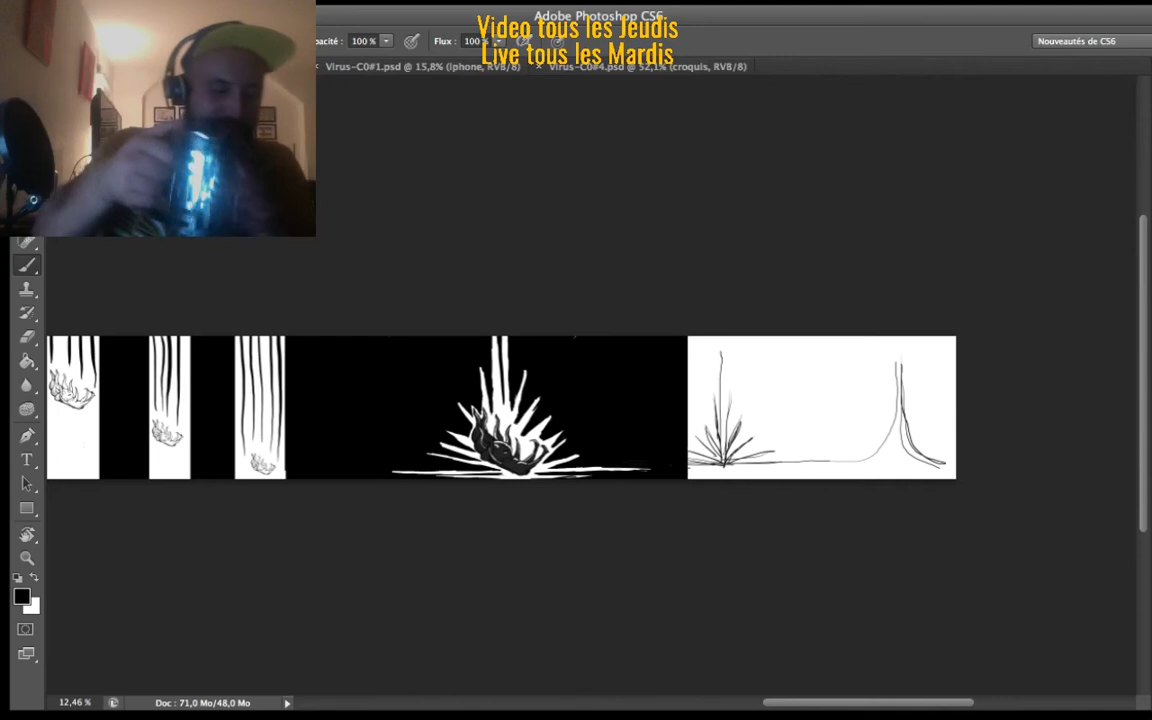 Adobe Photoshop CS6
Video tous les Jeudis
Live tous les Mardis
pacité : 100 % Flux : 100 Nouveautés de CS6
Virus-C0#1.psd @ 15,8% (iphone, RVB/8) Virus-C0#4.psd @ 52,1% (croquis, RVB/8)
T
12,46 % Doc : 71,0 Mo/48,0 Mo